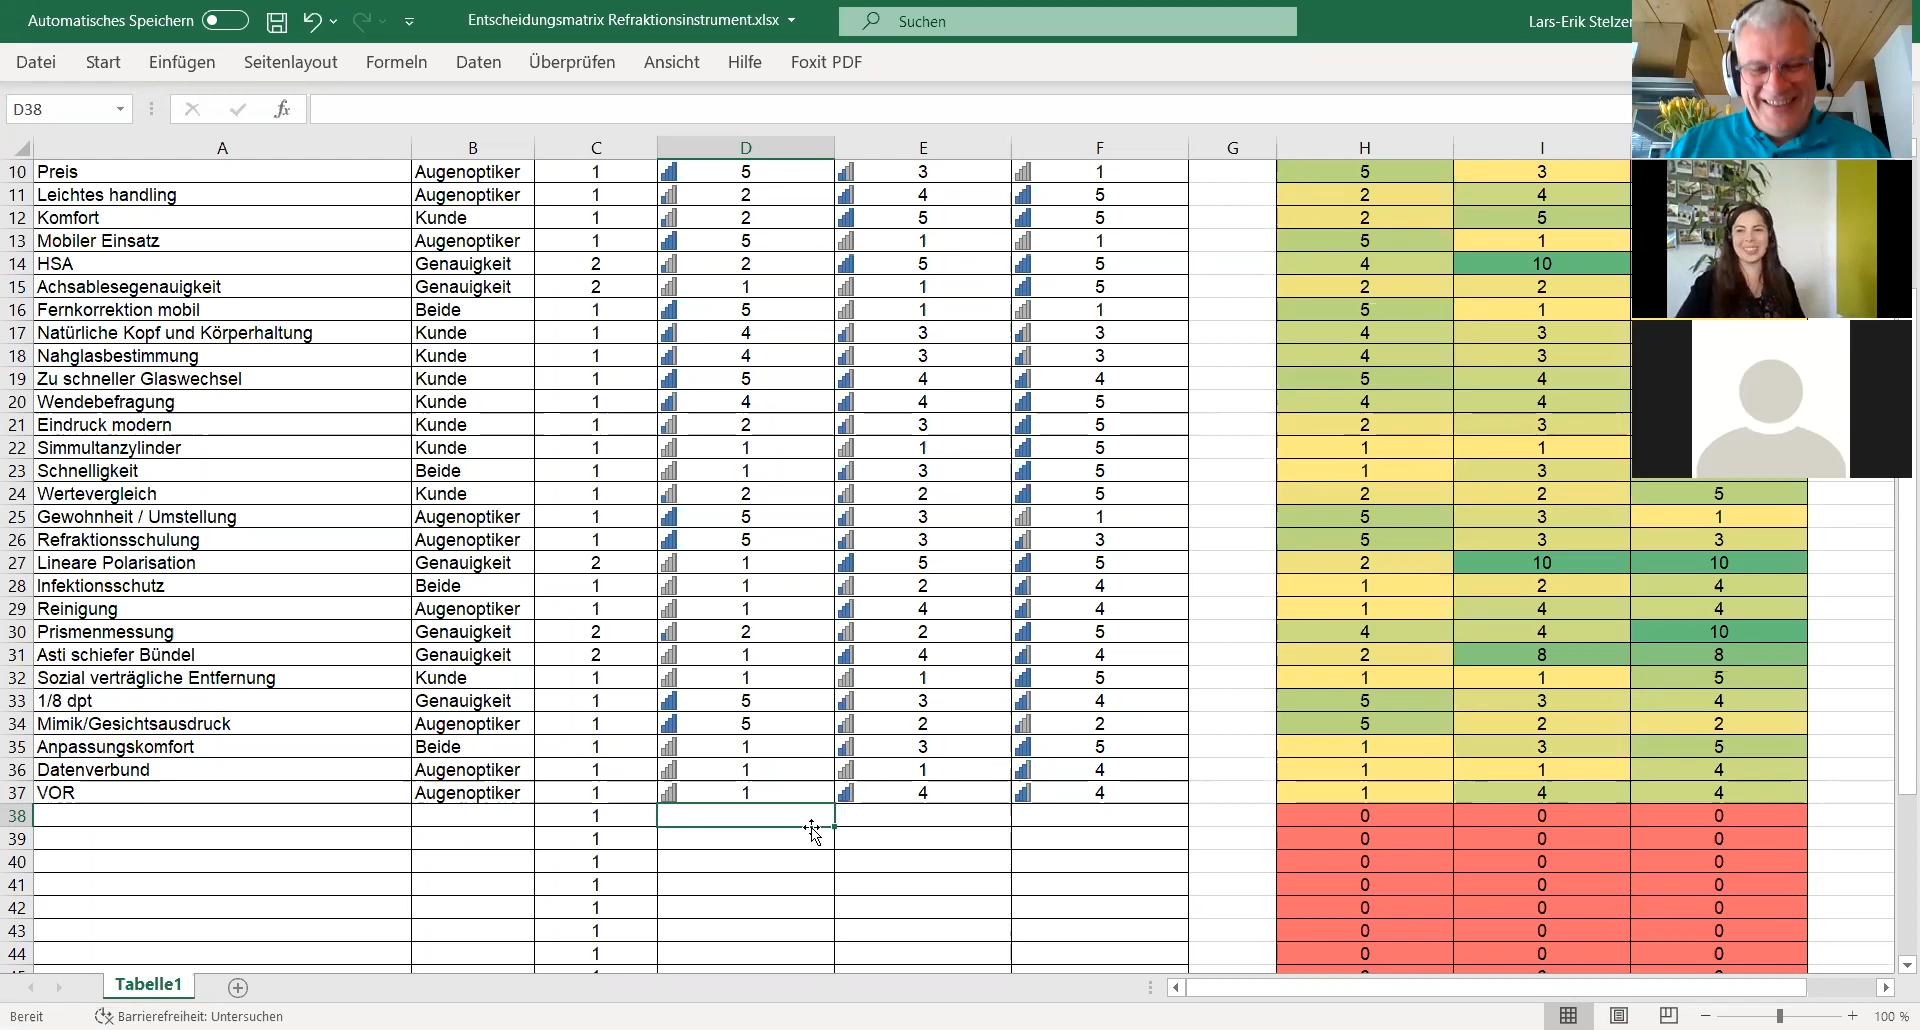 Automatisches Speichern Entscheidungsmatrix Refraktionsinstrument.xlsx Suchen Lars-Erik Stelzer
Datei Start Einfügen Seitenlayout Formeln Daten Überprüfen Ansicht Hilfe Foxit PDF
D38 fx
A B C D E F G H I
10 Preis Augenoptiker 1 5 3 1 5 3
11 Leichtes handling Augenoptiker 1 2 4 5 2 4
12 Komfort Kunde 1 2 5 5 2 5
13 Mobiler Einsatz Augenoptiker 1 5 1 1 5 1
14 HSA Genauigkeit 2 2 5 5 4 10
15 Achsablesegenauigkeit Genauigkeit 2 1 1 5 2 2
16 Fernkorrektion mobil Beide 1 5 1 1 5 1
17 Natürliche Kopf und Körperhaltung Kunde 1 4 3 3 4 3
18 Nahglasbestimmung Kunde 1 4 3 3 4 3
19 Zu schneller Glaswechsel Kunde 1 5 4 4 5 4
20 Wendebefragung Kunde 1 4 4 5 4 4
21 Eindruck modern Kunde 1 2 3 5 2 3
22 Simmultanzylinder Kunde 1 1 1 5 1 1
23 Schnelligkeit Beide 1 1 3 5 1 3
24 Wertevergleich Kunde 1 2 2 5 2 2 5
25 Gewohnheit / Umstellung Augenoptiker 1 5 3 1 5 3 1
26 Refraktionsschulung Augenoptiker 1 5 3 3 5 3 3
27 Lineare Polarisation Genauigkeit 2 1 5 5 2 10 10
28 Infektionsschutz Beide 1 1 2 4 1 2 4
29 Reinigung Augenoptiker 1 1 4 4 1 4 4
30 Prismenmessung Genauigkeit 2 2 2 5 4 4 10
31 Asti schiefer Bündel Genauigkeit 2 1 4 4 2 8 8
32 Sozial verträgliche Entfernung Kunde 1 1 1 5 1 1 5
33 1/8 dpt Genauigkeit 1 5 3 4 5 3 4
34 Mimik/Gesichtsausdruck Augenoptiker 1 5 2 2 5 2 2
35 Anpassungskomfort Beide 1 1 3 5 1 3 5
36 Datenverbund Augenoptiker 1 1 1 4 1 1 4
37 VOR Augenoptiker 1 1 4 4 1 4 4
38 1 0 0 0
39 1 0 0 0
40 1 0 0 0
41 1 0 0 0
42 1 0 0 0
43 1 0 0 0
44 1 0 0 0
Tabelle1
Bereit Barrierefreiheit: Untersuchen 100 %